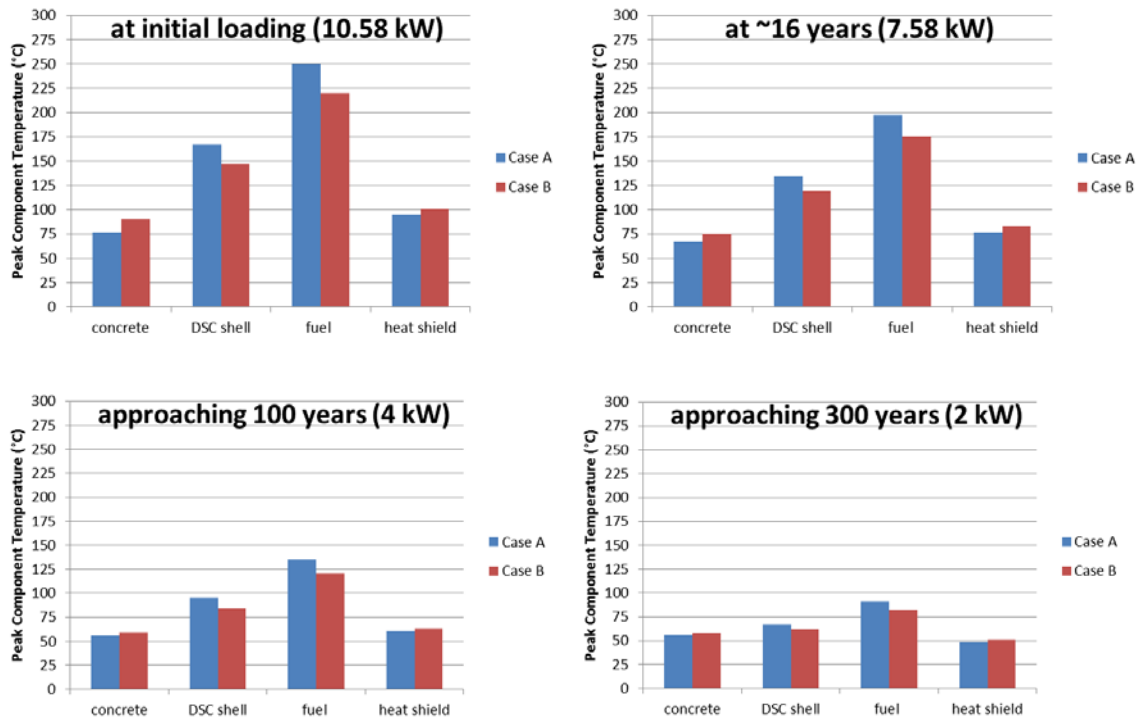 at initial loading (10.58 kW)
Peak Component Temperature (°C)
300
275
250
225
200
175
150
125
100
75
50
25
0
concrete DSC shell fuel heat shield
Case A
Case B
at ~16 years (7.58 kW)
Peak Component Temperature (°C)
300
275
250
225
200
175
150
125
100
75
50
25
0
concrete DSC shell fuel heat shield
Case A
Case B
approaching 100 years (4 kW)
Peak Component Temperature (°C)
300
275
250
225
200
175
150
125
100
75
50
25
0
concrete DSC shell fuel heat shield
Case A
Case B
approaching 300 years (2 kW)
Peak Component Temperature (°C)
300
275
250
225
200
175
150
125
100
75
50
25
0
concrete DSC shell fuel heat shield
Case A
Case B